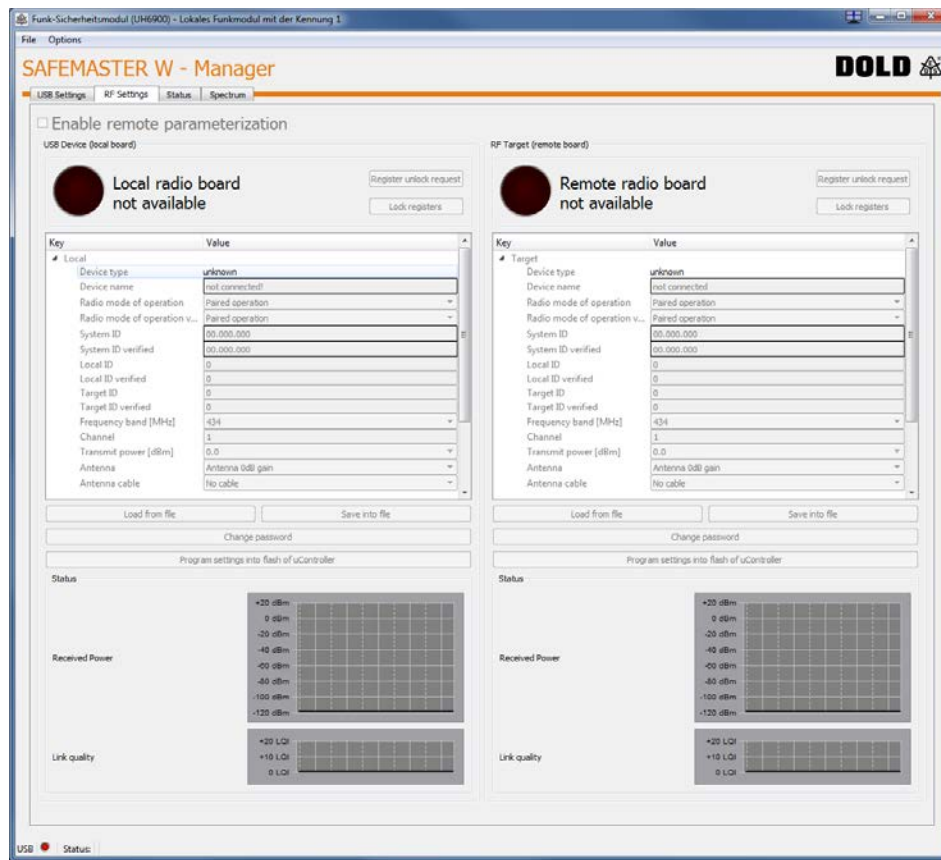 Funk-Sicherheitsmodul (UH6900) - Lokales Funkmodul mit der Kennung 1
File Options
SAFEMASTER W - Manager
DOLD
USB Settings RF Settings Status Spectrum
Enable remote parameterization
USB Device (local board)
Local radio board
not available
Register unlock request
Lock registers
Key Value
Local
Device type unknown
Device name not connected!
Radio mode of operation Paired operation
Radio mode of operation v... Paired operation
System ID 00.000.000
System ID verified 00.000.000
Local ID 0
Local ID verified 0
Target ID 0
Target ID verified 0
Frequency band [MHz] 434
Channel 1
Transmit power [dBm] 0.0
Antenna Antenna 0dB gain
Antenna cable No cable
Load from file Save into file
Change password
Program settings into flash of uController
Status
Received Power
+20 dBm
0 dBm
-20 dBm
-40 dBm
-60 dBm
-80 dBm
-100 dBm
-120 dBm
Link quality
+20 LQI
+10 LQI
0 LQI
RF Target (remote board)
Remote radio board
not available
Register unlock request
Lock registers
Key Value
Target
Device type unknown
Device name not connected
Radio mode of operation Paired operation
Radio mode of operation v... Paired operation
System ID 00.000.000
System ID verified 00.000.000
Local ID 0
Local ID verified 0
Target ID 0
Target ID verified 0
Frequency band [MHz] 434
Channel 1
Transmit power [dBm] 0.0
Antenna Antenna 0dB gain
Antenna cable No cable
Load from file Save into file
Change password
Program settings into flash of uController
Status
Received Power
+20 dBm
0 dBm
-20 dBm
-40 dBm
-60 dBm
-80 dBm
-100 dBm
-120 dBm
Link quality
+20 LQI
+10 LQI
0 LQI
USB Status: